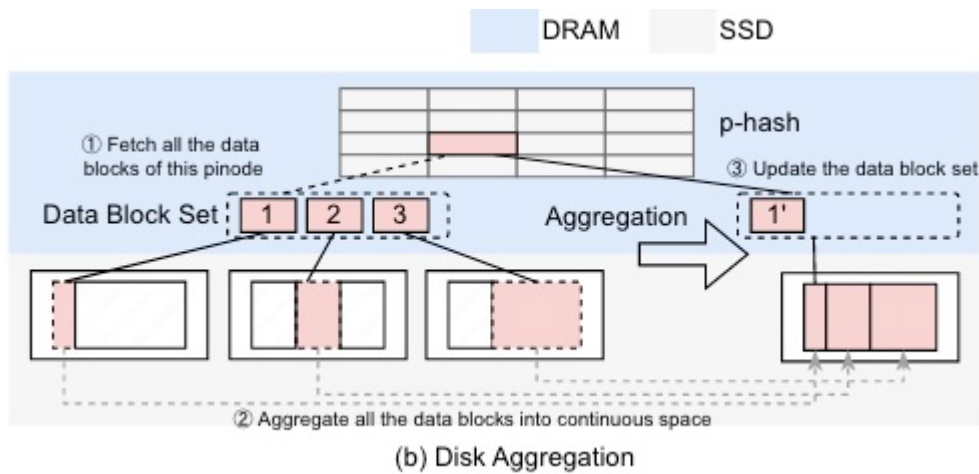 DRAM SSD
p-hash
① Fetch all the data
blocks of this pinode
③ Update the data block set
Data Block Set 1 2 3
Aggregation
1'
② Aggregate all the data blocks into continuous space
(b) Disk Aggregation